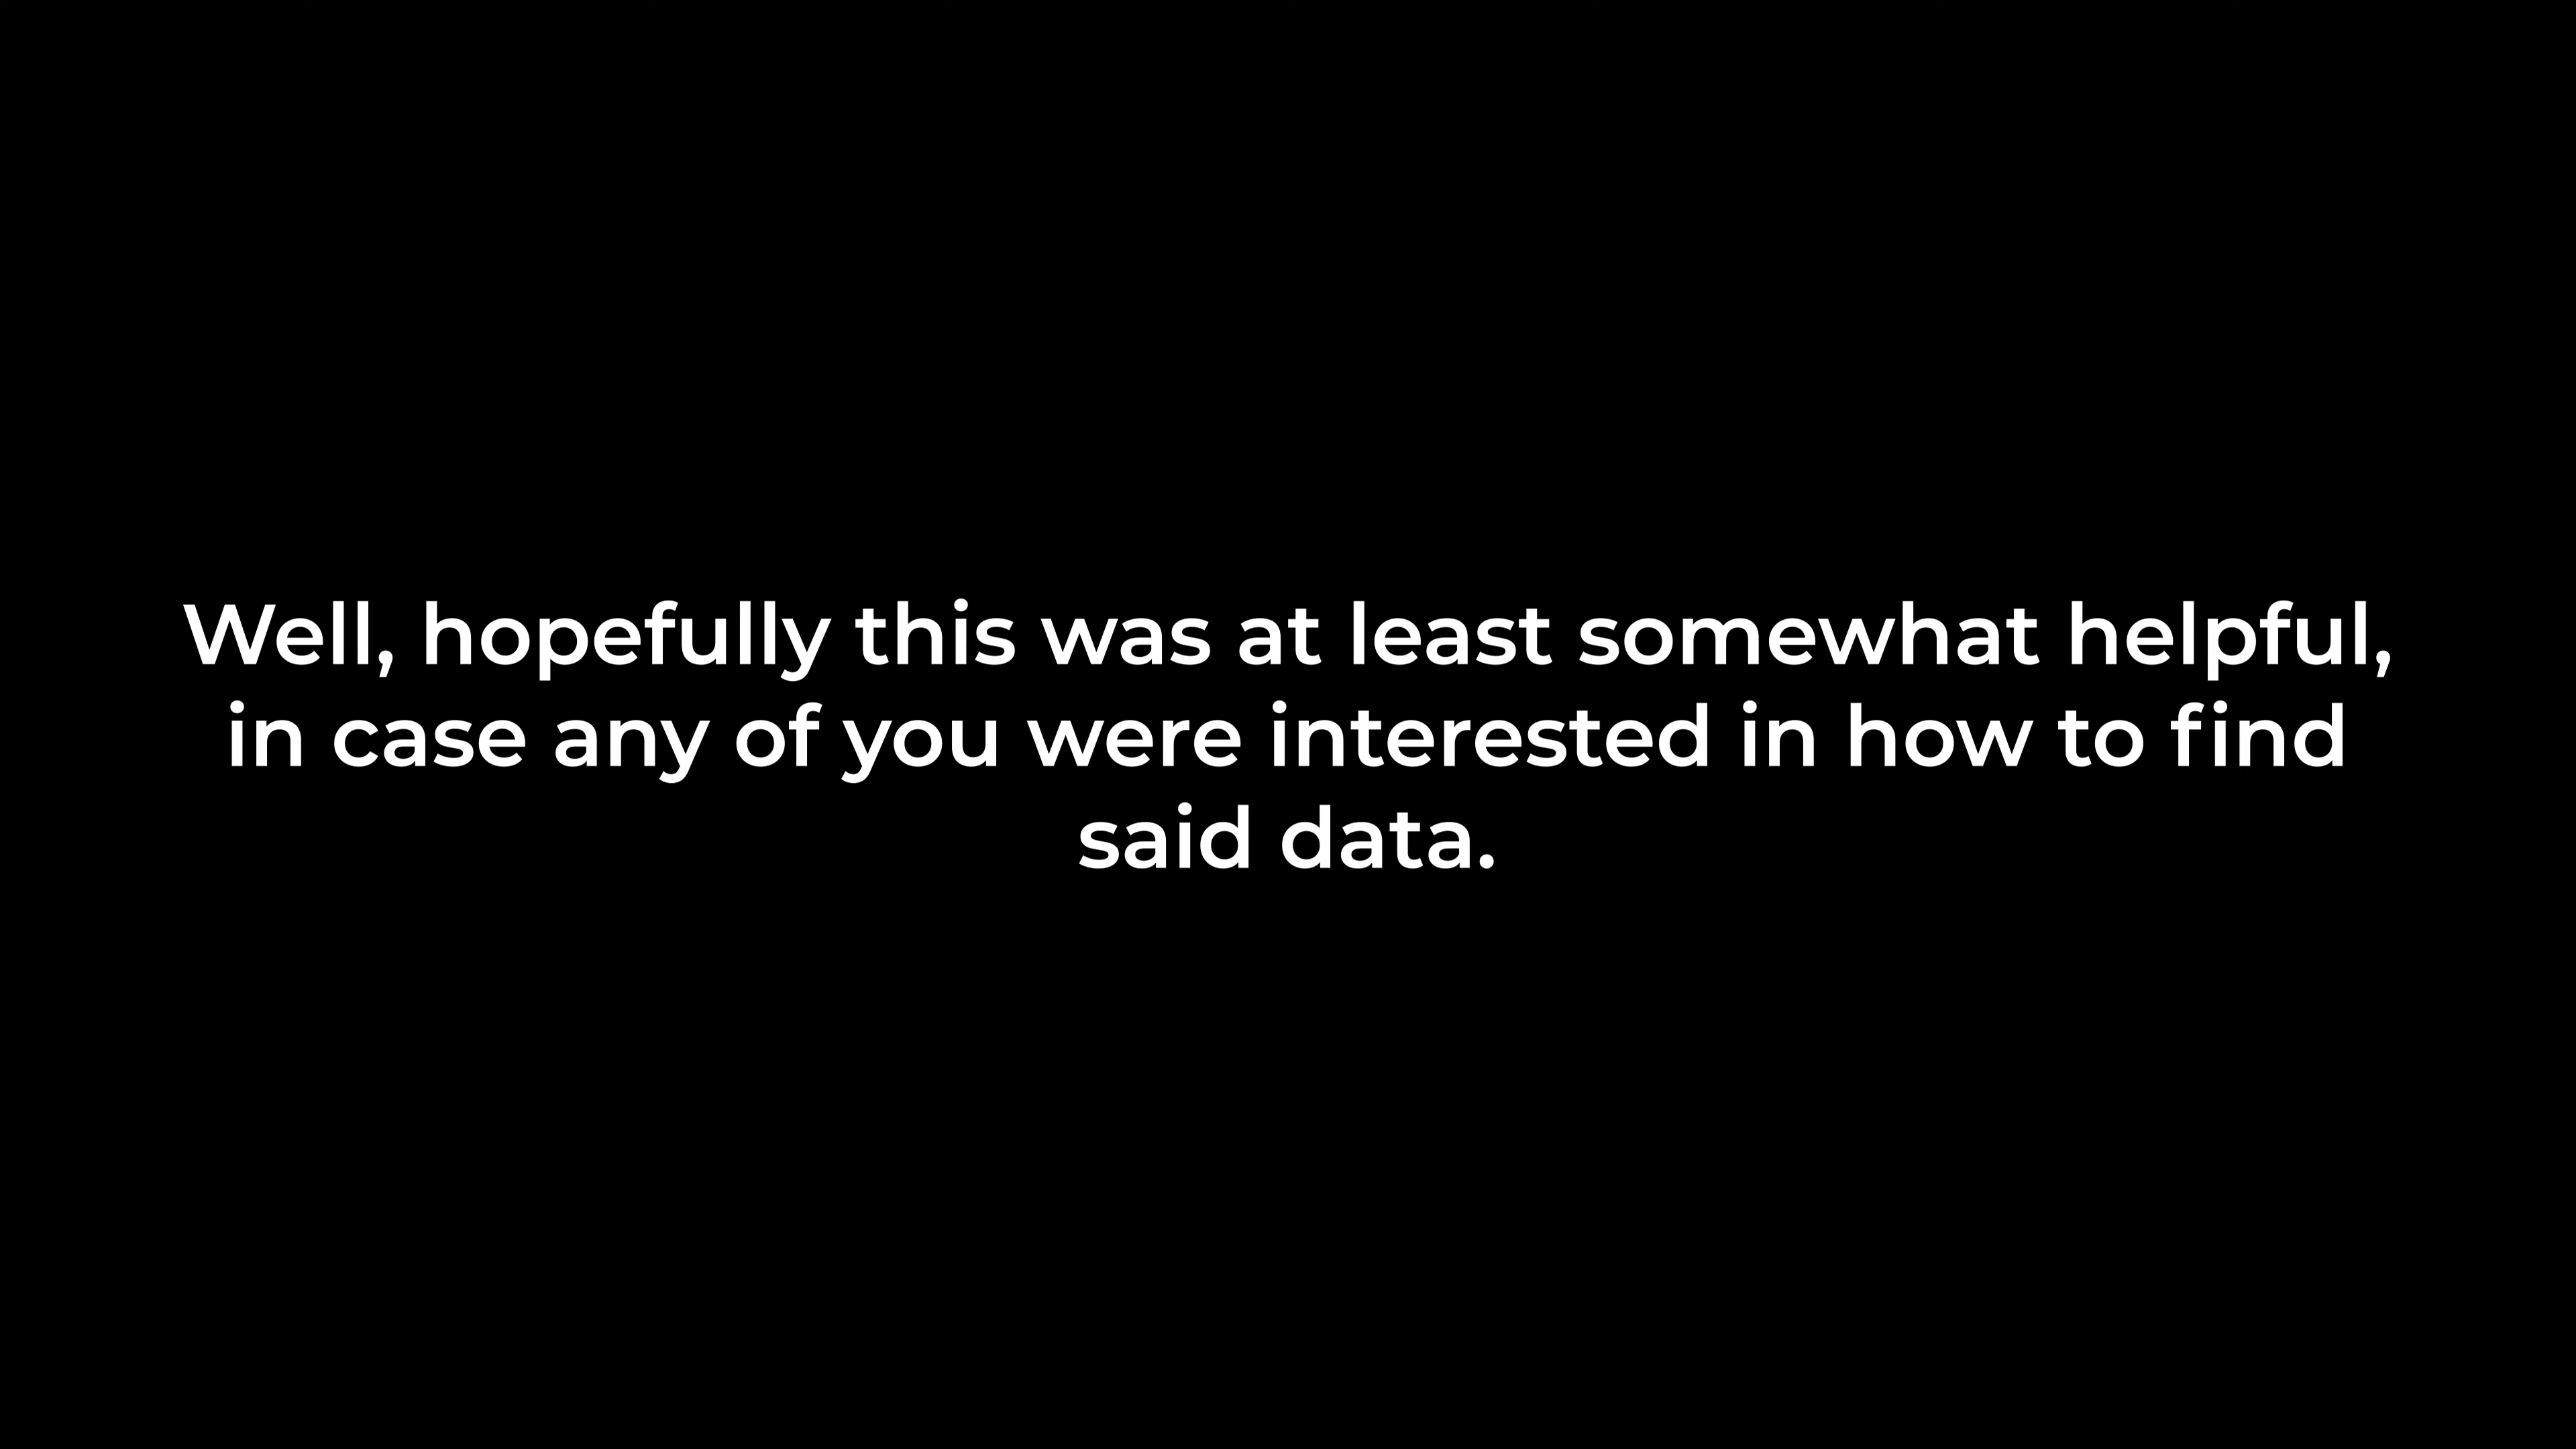 Well, hopefully this was at least somewhat helpful,
in case any of you were interested in how to find
said data.